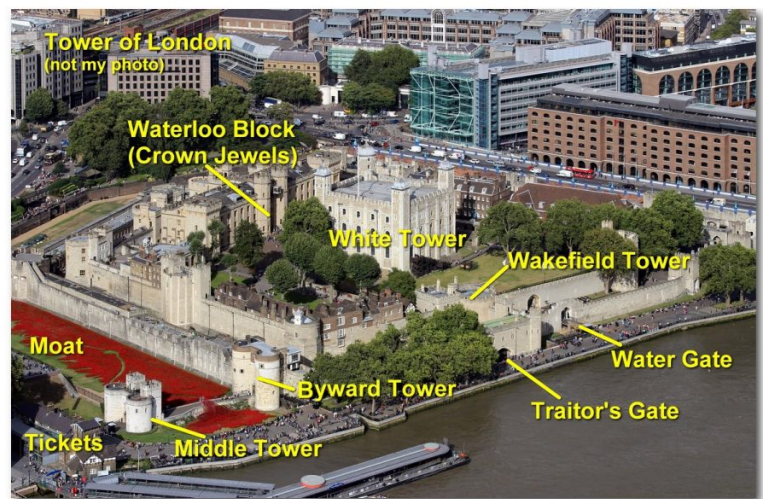 Tower of London
(not my photo)
Waterloo Block
(Crown Jewels)
White Tower
Wakefield Tower
Moat
Water Gate
Byward Tower
Traitor's Gate
Tickets
Middle Tower